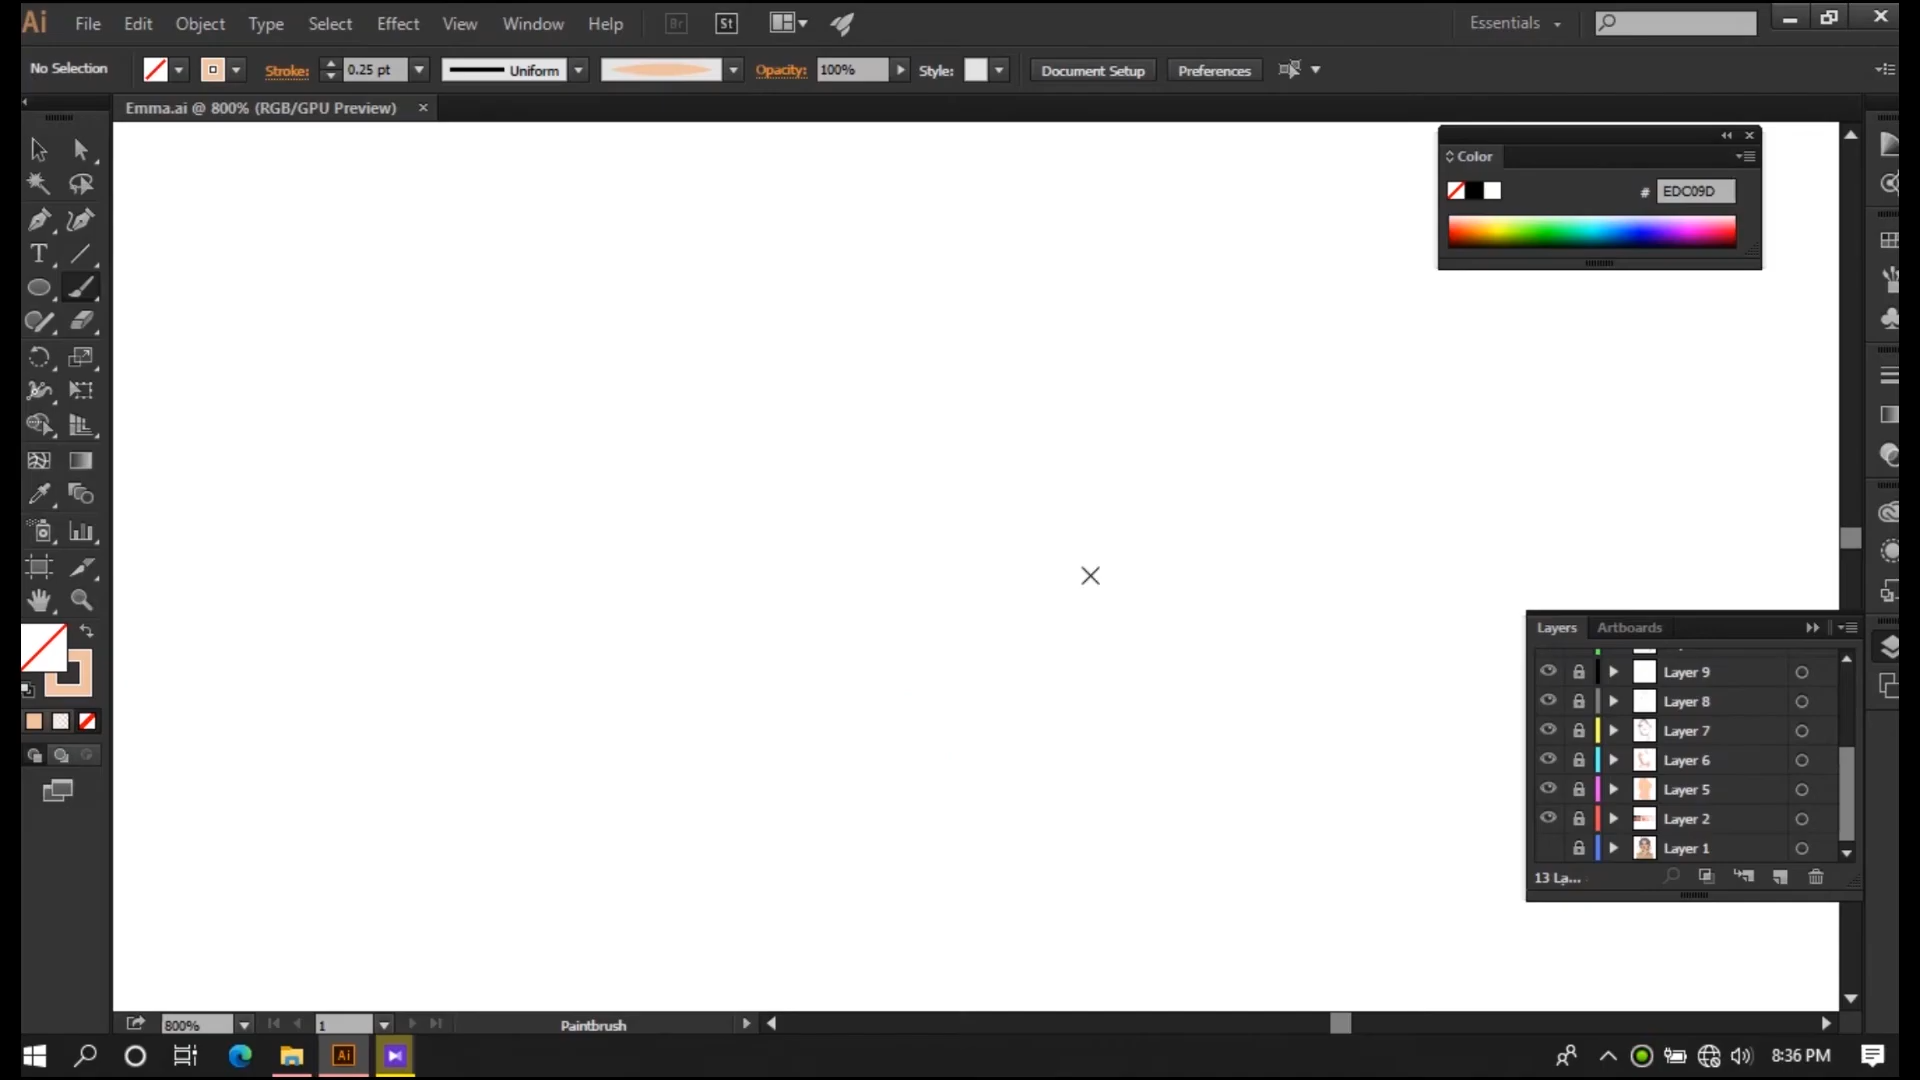 Ai File Edit Object Type Select Effect View Window Help Br St Essentials
No Selection Stroke: 0.25 pt Uniform Opacity: 100% Style: Document Setup Preferences
Emma.ai @ 800% (RGB/GPU Preview)
Color
# EDC09D
T
Layers Artboards
Layer 9
Layer 8
Layer 7
Layer 6
Layer 5
Layer 2
Layer 1
13 La...
800% 1 Paintbrush
Ai 8:36 PM